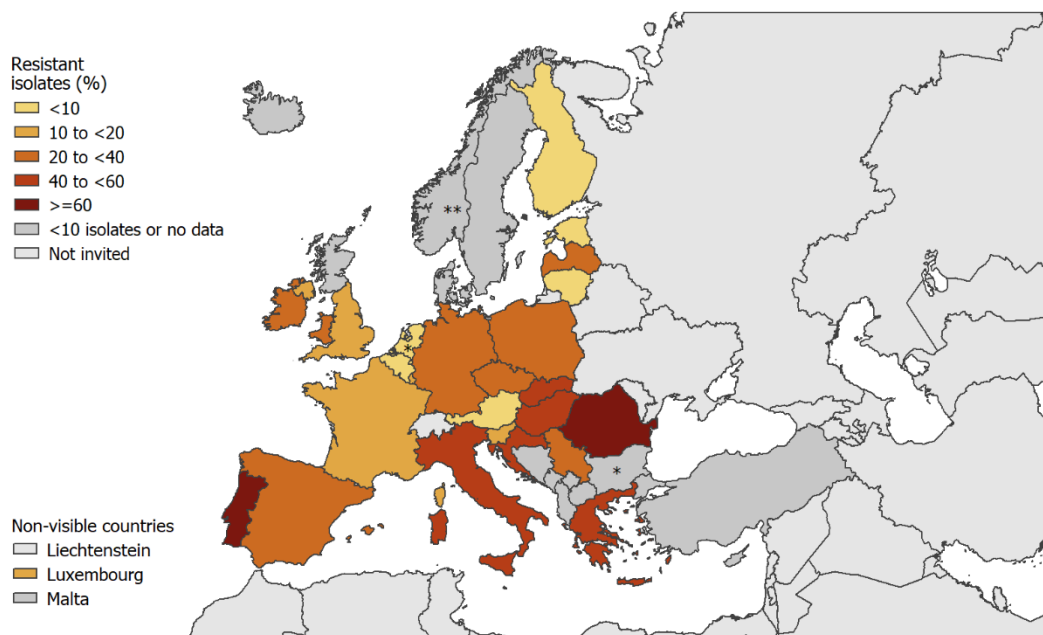 Resistant
isolates (%)
<10
10 to <20
20 to <40
40 to <60
>=60
<10 isolates or no data
Not invited
**
*
*
Non-visible countries
Liechtenstein
Luxembourg
Malta